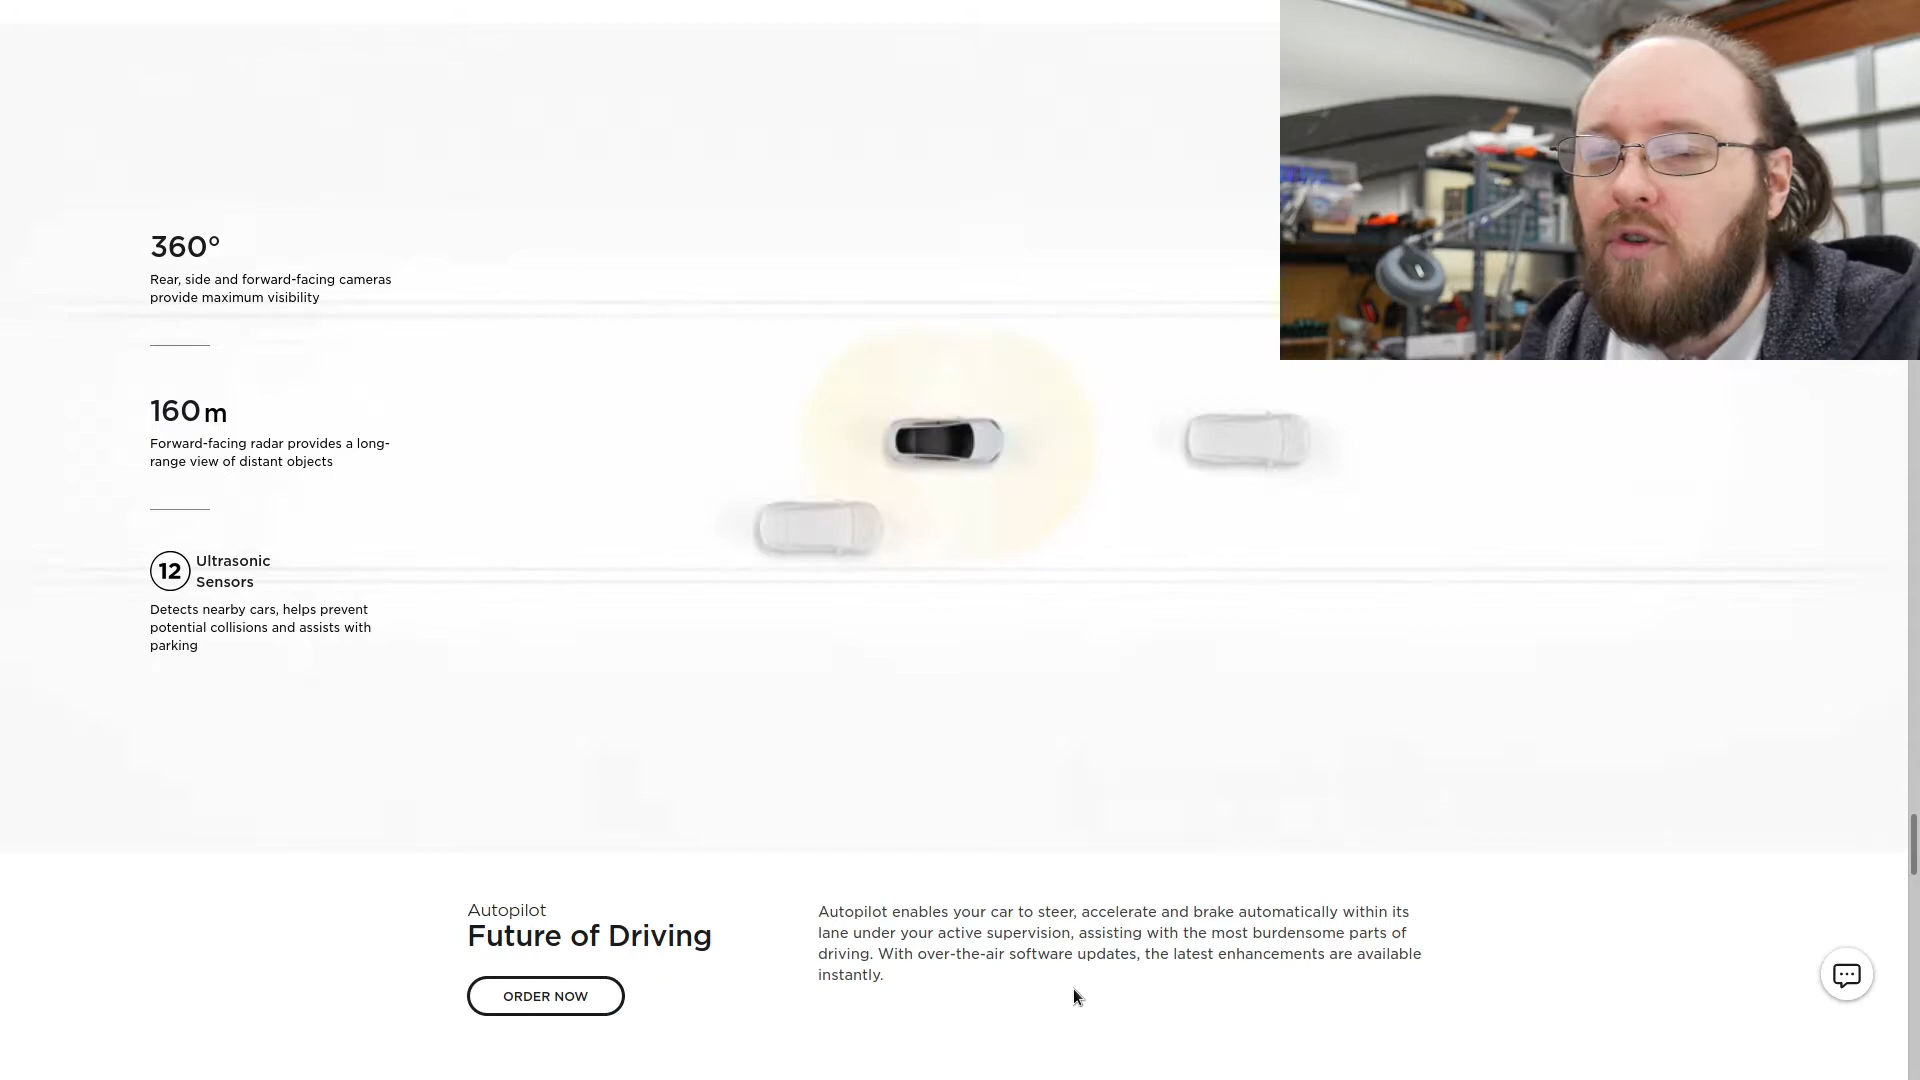 360°
Rear, side and forward-facing cameras
provide maximum visibility
160 m
Forward-facing radar provides a long-
range view of distant objects
12 Ultrasonic
Sensors
Detects nearby cars, helps prevent
potential collisions and assists with
parking
Autopilot
Future of Driving
ORDER NOW
Autopilot enables your car to steer, accelerate and brake automatically within its
lane under your active supervision, assisting with the most burdensome parts of
driving. With over-the-air software updates, the latest enhancements are available
instantly.